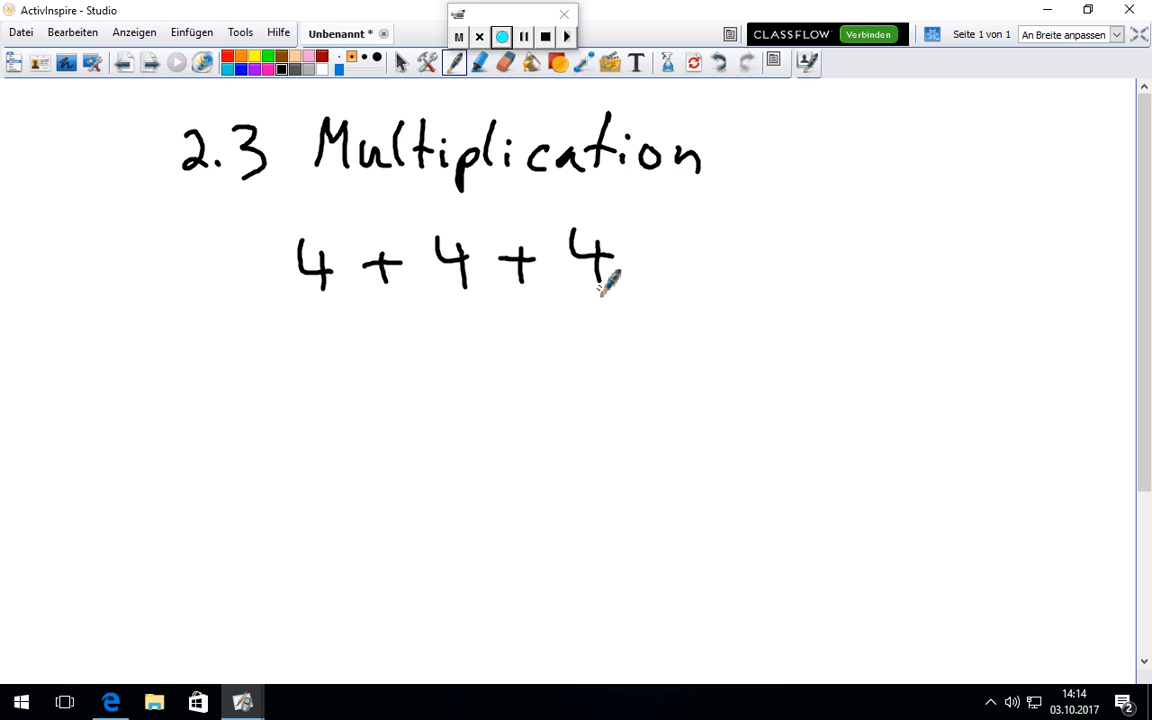 ActivInspire - Studio
Datei Bearbeiten Anzeigen Einfügen Tools Hilfe Unbenannt *
M
CLASSFLOW Verbinden Seite 1 von 1 An Breite anpassen
T
2.3 Multiplication
4 + 4 + 4
14:14
03.10.2017
2